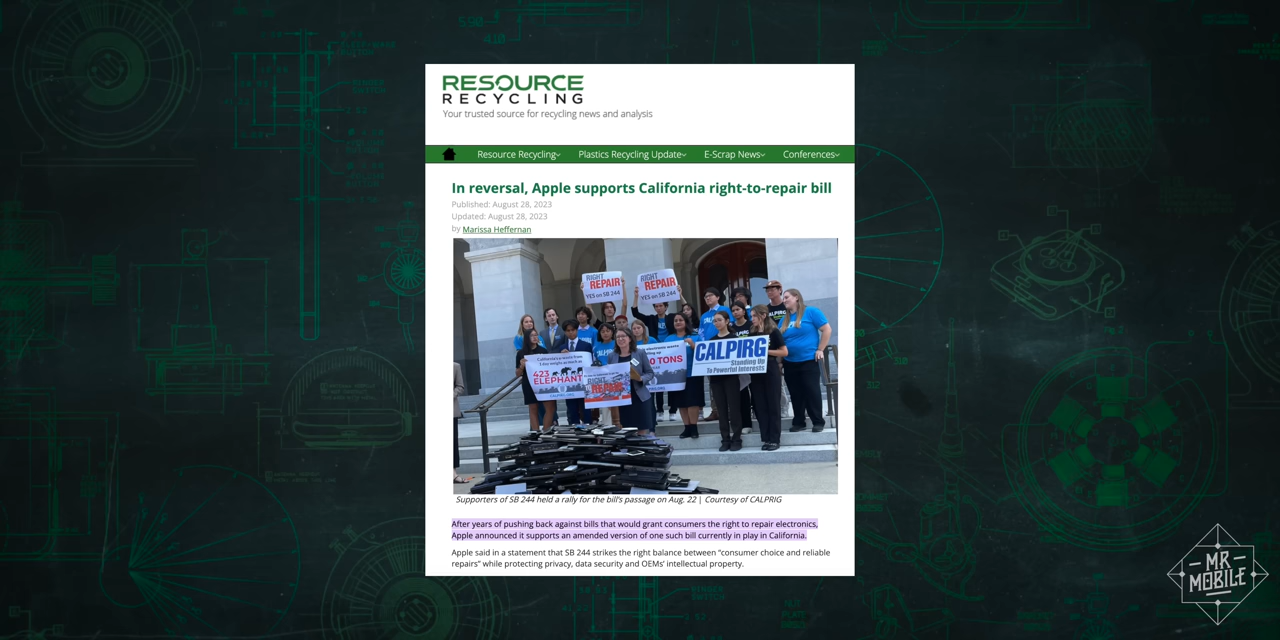 RESOURCE
RECYCLING
Your trusted source for recycling news and analysis
Resource Recycling Plastics Recycling Update E-Scrap News Conferences
In reversal, Apple supports California right-to-repair bill
Published: August 28, 2023
Updated: August 28, 2023
by Marissa Heffernan
RIGHT
REPAIR
YES on SB 244
RIGHT
REPAIR
YES on SB 244
423
ELEPHANT
TONS
RIGHT
REPAIR
CALPIRG
Standing Up
To Powerful Interests
Supporters of SB 244 held a rally for the bill's passage on Aug. 22 | Courtesy of CALPRIG
After years of pushing back against bills that would grant consumers the right to repair electronics,
Apple announced it supports an amended version of one such bill currently in play in California.
Apple said in a statement that SB 244 strikes the right balance between “consumer choice and reliable
repairs” while protecting privacy, data security and OEMs’ intellectual property.
MR
MOBILE
590
410